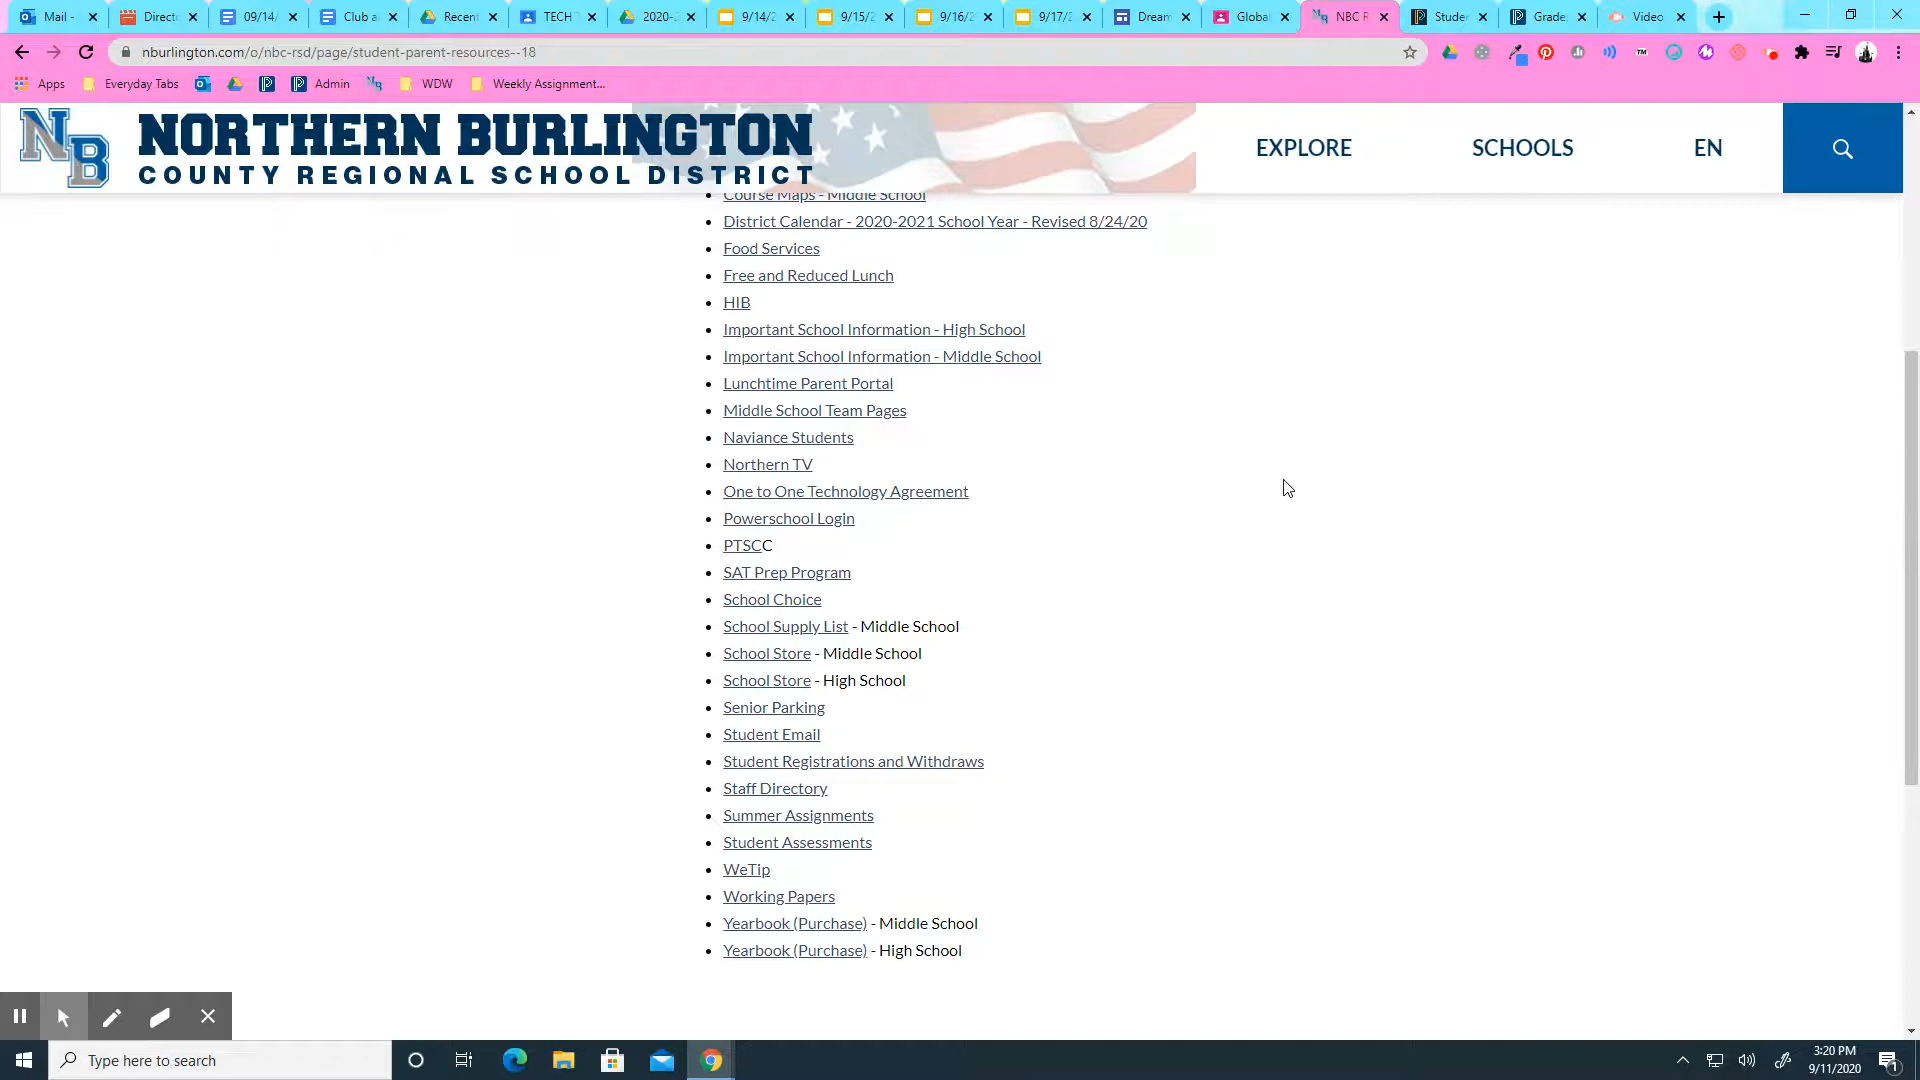 Mail -
Direct
09/14/
Club a
Recent
TECH
2020-
9/14/2
9/15/2
9/16/2
9/17/2
Dream
Global
NBC R
Studen
Grade
Video
nburlington.com/o/nbc-rsd/page/student-parent-resources--18
Apps
Everyday Tabs
Admin
WDW
Weekly Assignment...
NB
NORTHERN BURLINGTON
COUNTY REGIONAL SCHOOL DISTRICT
EXPLORE
SCHOOLS
EN
Course Maps - Middle School
District Calendar - 2020-2021 School Year - Revised 8/24/20
Food Services
Free and Reduced Lunch
HIB
Important School Information - High School
Important School Information - Middle School
Lunchtime Parent Portal
Middle School Team Pages
Naviance Students
Northern TV
One to One Technology Agreement
Powerschool Login
PTSCC
SAT Prep Program
School Choice
School Supply List - Middle School
School Store - Middle School
School Store - High School
Senior Parking
Student Email
Student Registrations and Withdraws
Staff Directory
Summer Assignments
Student Assessments
WeTip
Working Papers
Yearbook (Purchase) - Middle School
Yearbook (Purchase) - High School
Type here to search
3:20 PM
9/11/2020
1